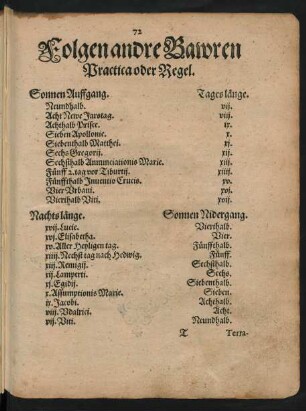 72
Folgen andre Bawren
Practica oder Regel.
Sonnen Auffgang. Tages länge.
Neundhalb. vij.
Acht Newe Jarstag. viij.
Achthalb Prisce. ix.
Sieben Apollonie. x.
Siebenthalb Matthei. xj.
Sechs Gregorij. xij.
Sechsthalb Annunciationis Marie. xiij.
Fünff 2. tag vor Tiburtij. xiiij.
Fünffthalb Inuentio Crucis. xv.
Vier Vrbani. xvj.
Vierthalb Viti. xvij.
Nachts länge. Sonnen Nidergang.
xvij. Lucie. Vierthalb.
xvj. Elisabetha. Vier.
xv. Aller Heyligen tag. Fünffthalb.
xiiij. Nechst tag nach Hedwig. Fünff.
xiij. Remigij. Sechsthalb.
xij. Lamperti. Sechs.
xj. Egidij. Siebenthalb.
x. Assumptionis Marie. Sieben.
ix. Jacobi. Achthalb.
viij. Vdalrici. Acht.
vij. Viti. Neundhalb.
T Terra-